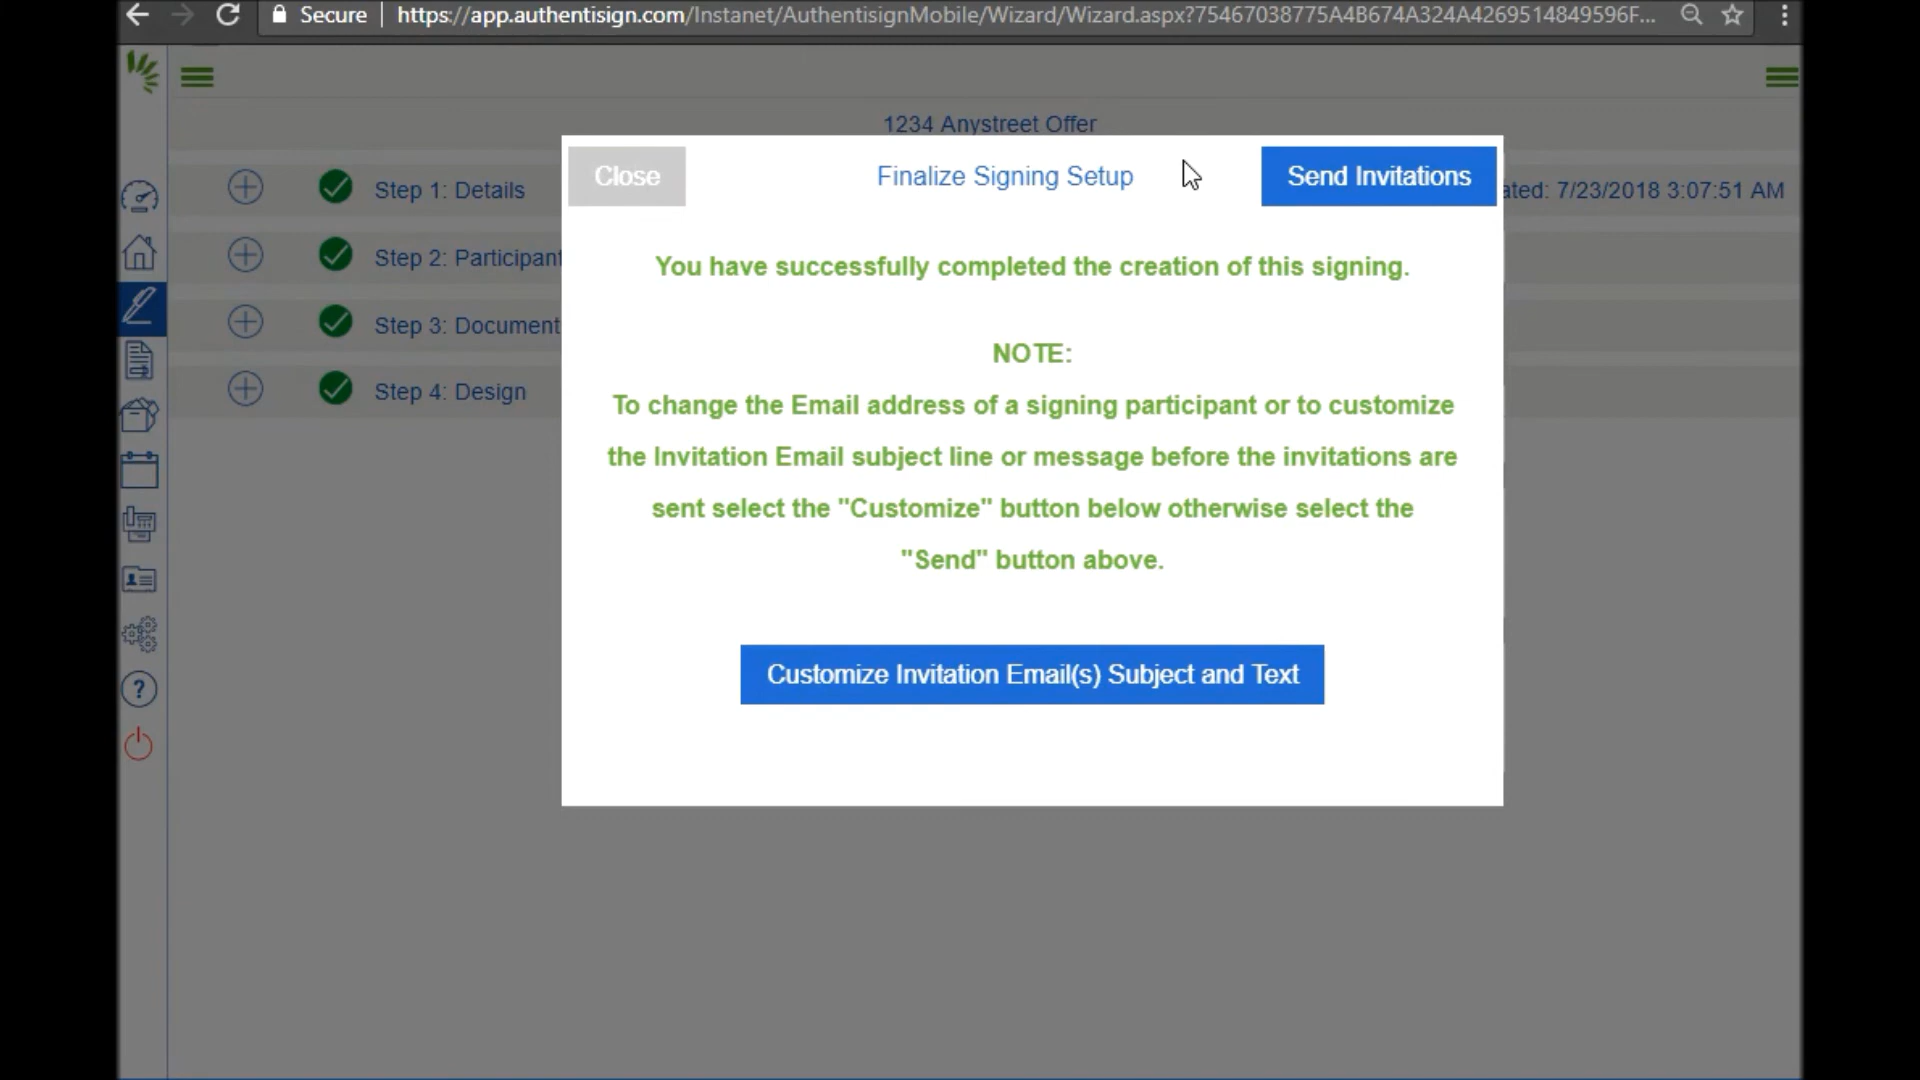 Secure | https://app.authentisign.com/Instanet/AuthentisignMobile/Wizard/Wizard.aspx?75467038775A4B674A324A4269514849596F...
1234 Anystreet Offer
Close
Finalize Signing Setup
Send Invitations
Step 1: Details
ated: 7/23/2018 3:07:51 AM
Step 2: Participant
Step 3: Document
Step 4: Design
You have successfully completed the creation of this signing.
NOTE:
To change the Email address of a signing participant or to customize
the Invitation Email subject line or message before the invitations are
sent select the "Customize" button below otherwise select the
"Send" button above.
Customize Invitation Email(s) Subject and Text